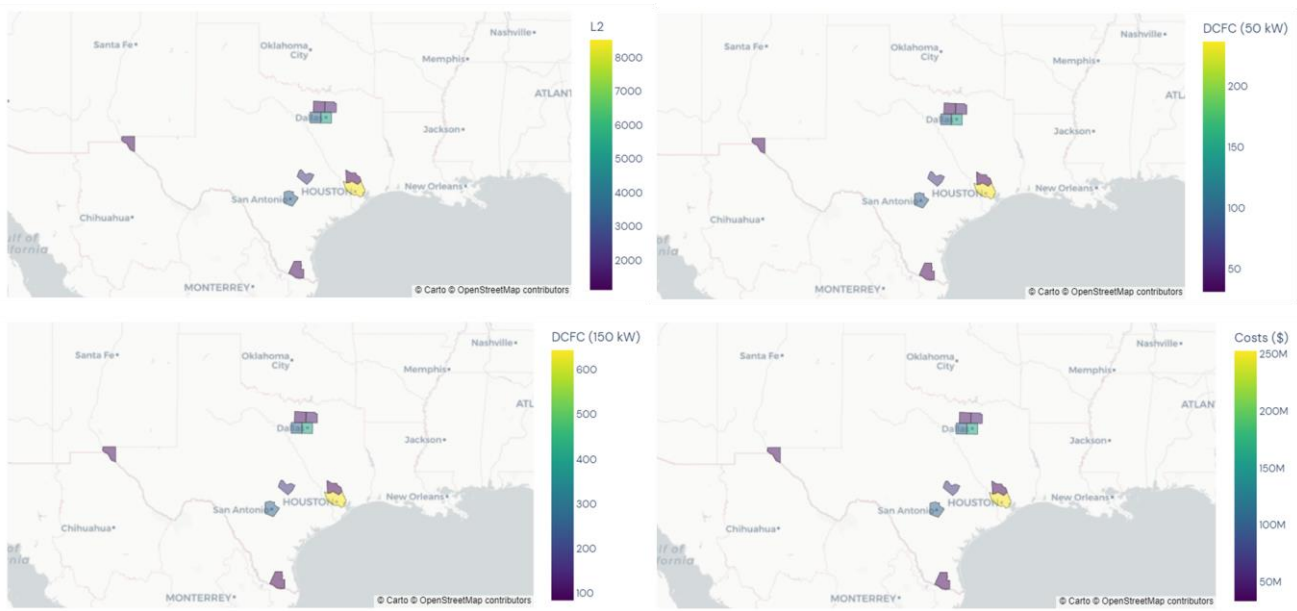 Nashville
Santa Fe
Oklahoma
City
Memphis
ATLANT
Dallas
Jackson
HOUSTON
New Orleans
San Antonio
Chihuahua
MONTERREY
© Carto © OpenStreetMap contributors
L2
8000
7000
6000
5000
4000
3000
2000
Nashville
Santa Fe
Oklahoma
City
Memphis
ATL
Dallas
Jackson
HOUSTON
New Orleans
San Antonio
Chihuahua
MONTERREY
© Carto © OpenStreetMap contributors
DCFC (50 kW)
200
150
100
50
Nashville
Santa Fe
Oklahoma
City
Memphis
ATL
Dallas
Jackson
HOUSTON
New Orleans
San Antonio
Chihuahua
MONTERREY
© Carto © OpenStreetMap contributors
DCFC (150 kW)
600
500
400
300
200
100
Nashville
Santa Fe
Oklahoma
City
Memphis
ATLAN
Dallas
Jackson
HOUSTON
New Orleans
San Antonio
Chihuahua
MONTERREY
© Carto © OpenStreetMap contributors
Costs ($)
250M
200M
150M
100M
50M